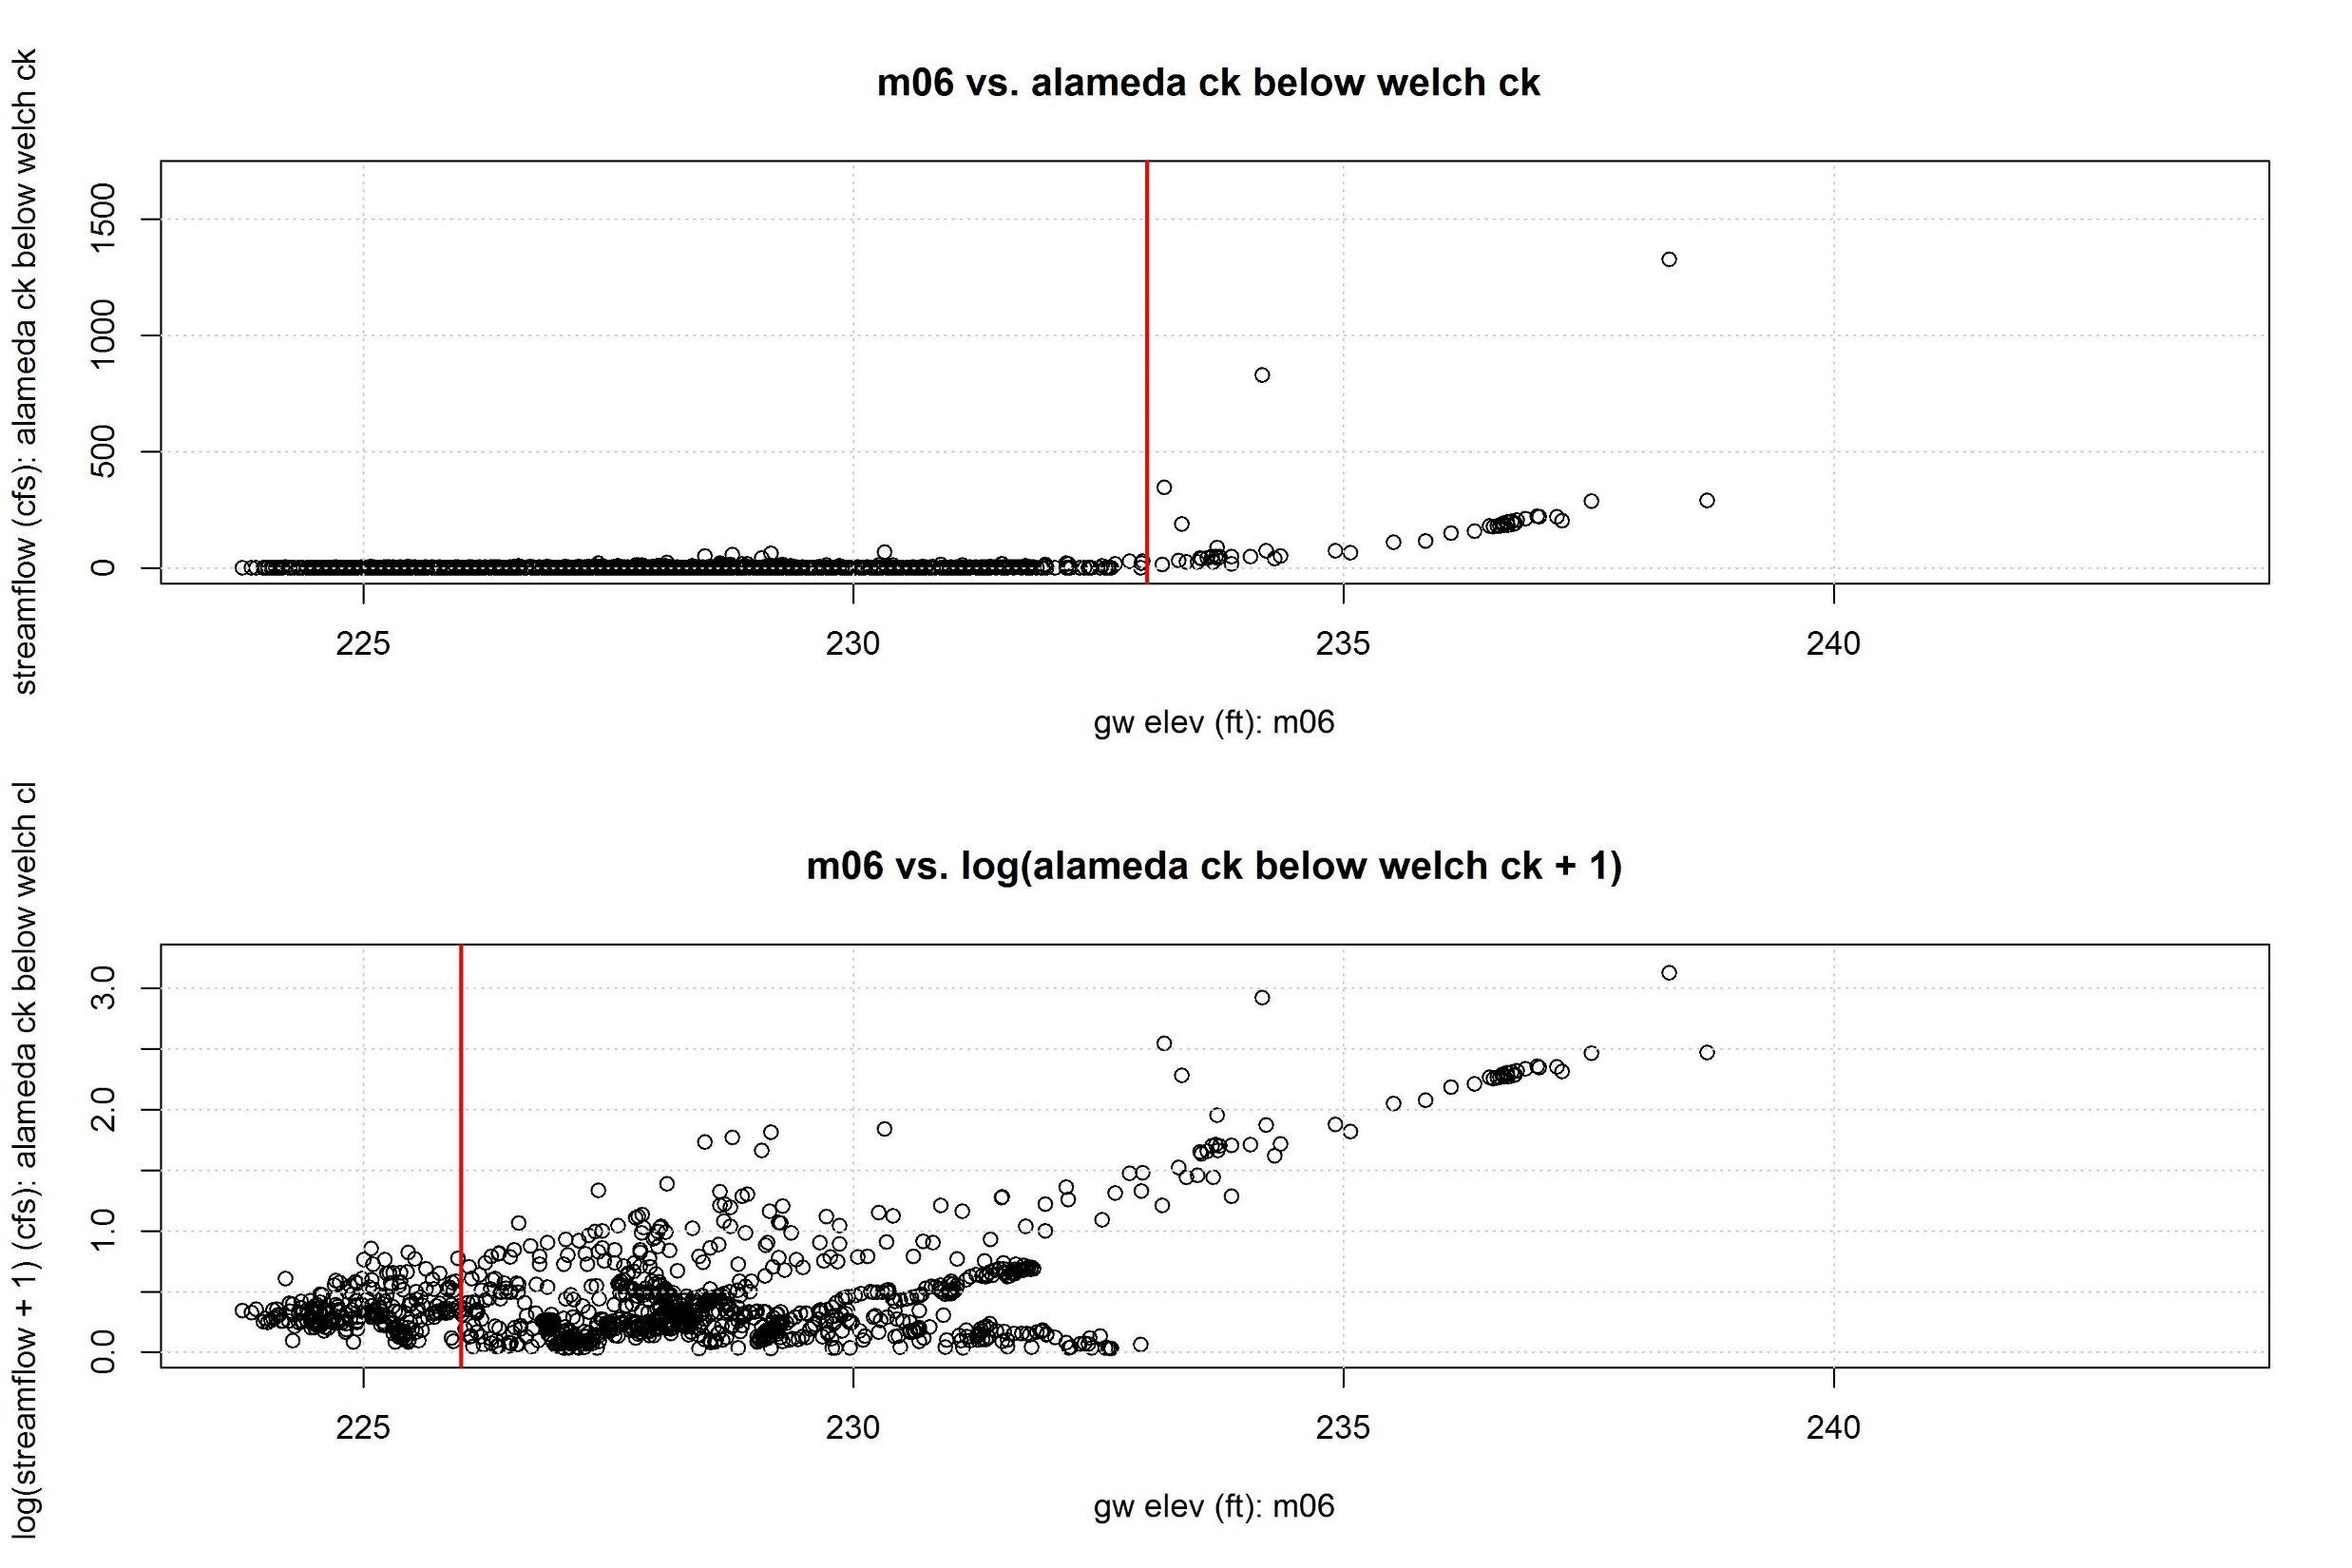 m06 vs. alameda ck below welch ck
streamflow (cfs): alameda ck below welch ck
1500
1000
500
0
225 230 235 240
gw elev (ft): m06
m06 vs. log(alameda ck below welch ck + 1)
log(streamflow + 1) (cfs): alameda ck below welch cl
3.0
2.0
1.0
0.0
225 230 235 240
gw elev (ft): m06